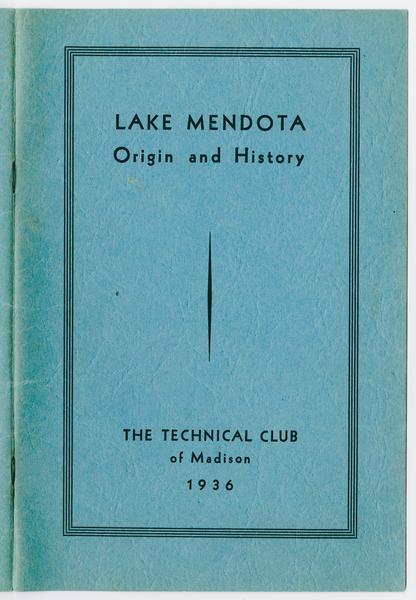 LAKE MENDOTA
Origin and History
THE TECHNICAL CLUB
of Madison
1936